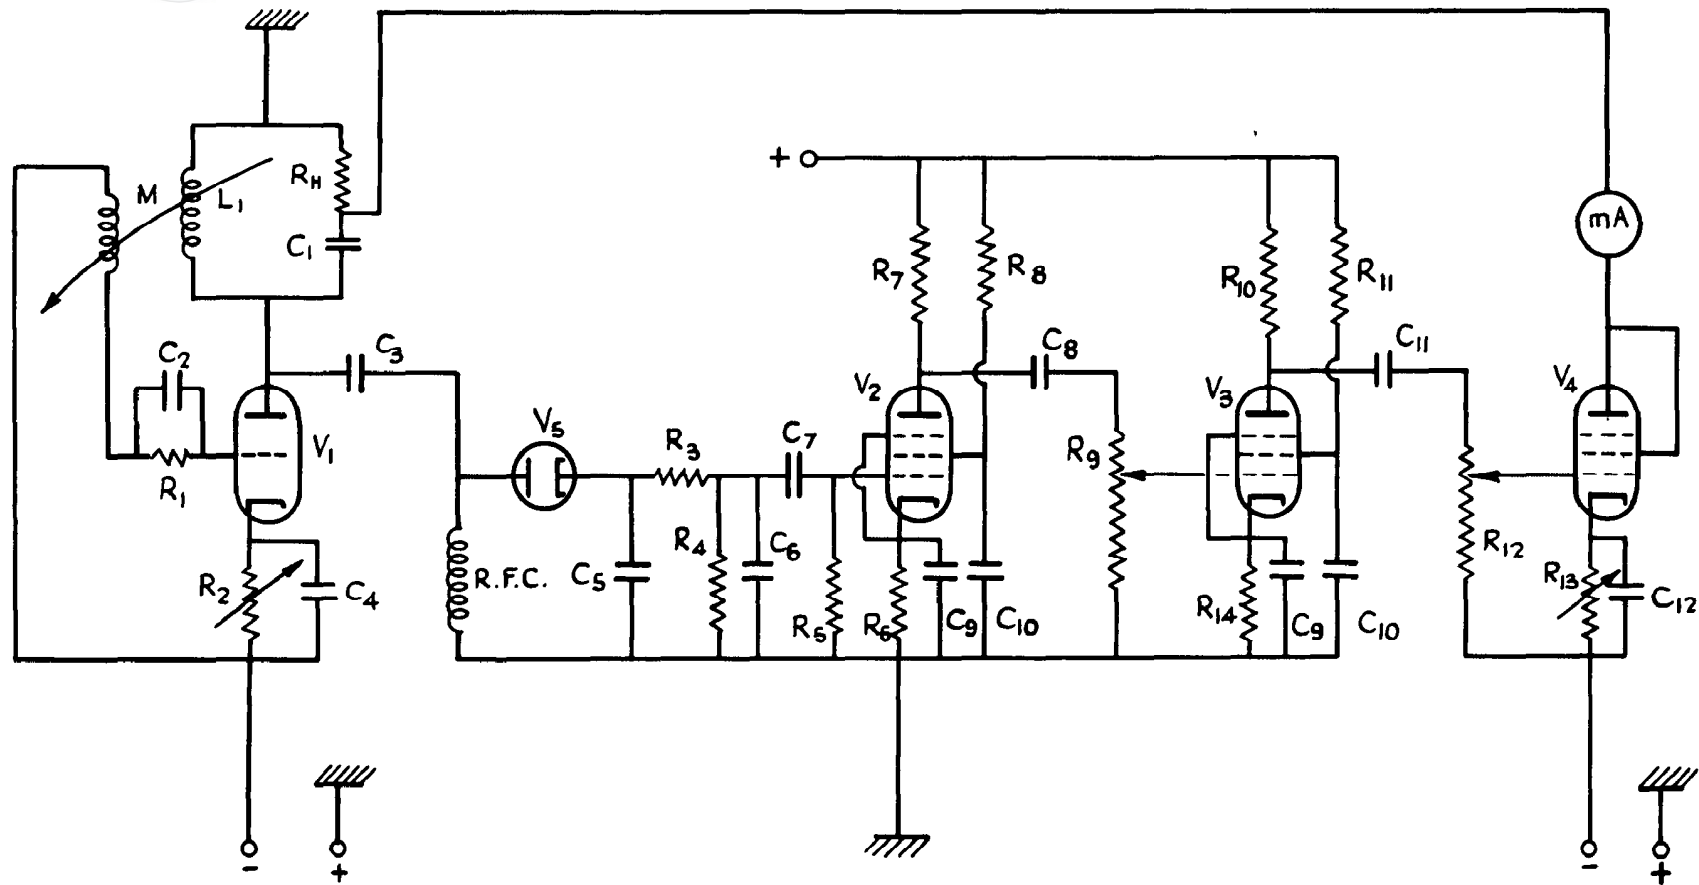 M
L1
RH
C1
C2
R1
V1
C3
R2
C4
R.F.C.
V5
R3
C7
R4
C6
C5
R5
+
R7
R8
V2
C8
R6
C9
C10
R9
R10
R11
V3
C11
R14
C9
C10
mA
V4
R12
R13
C12
-
+
-
+